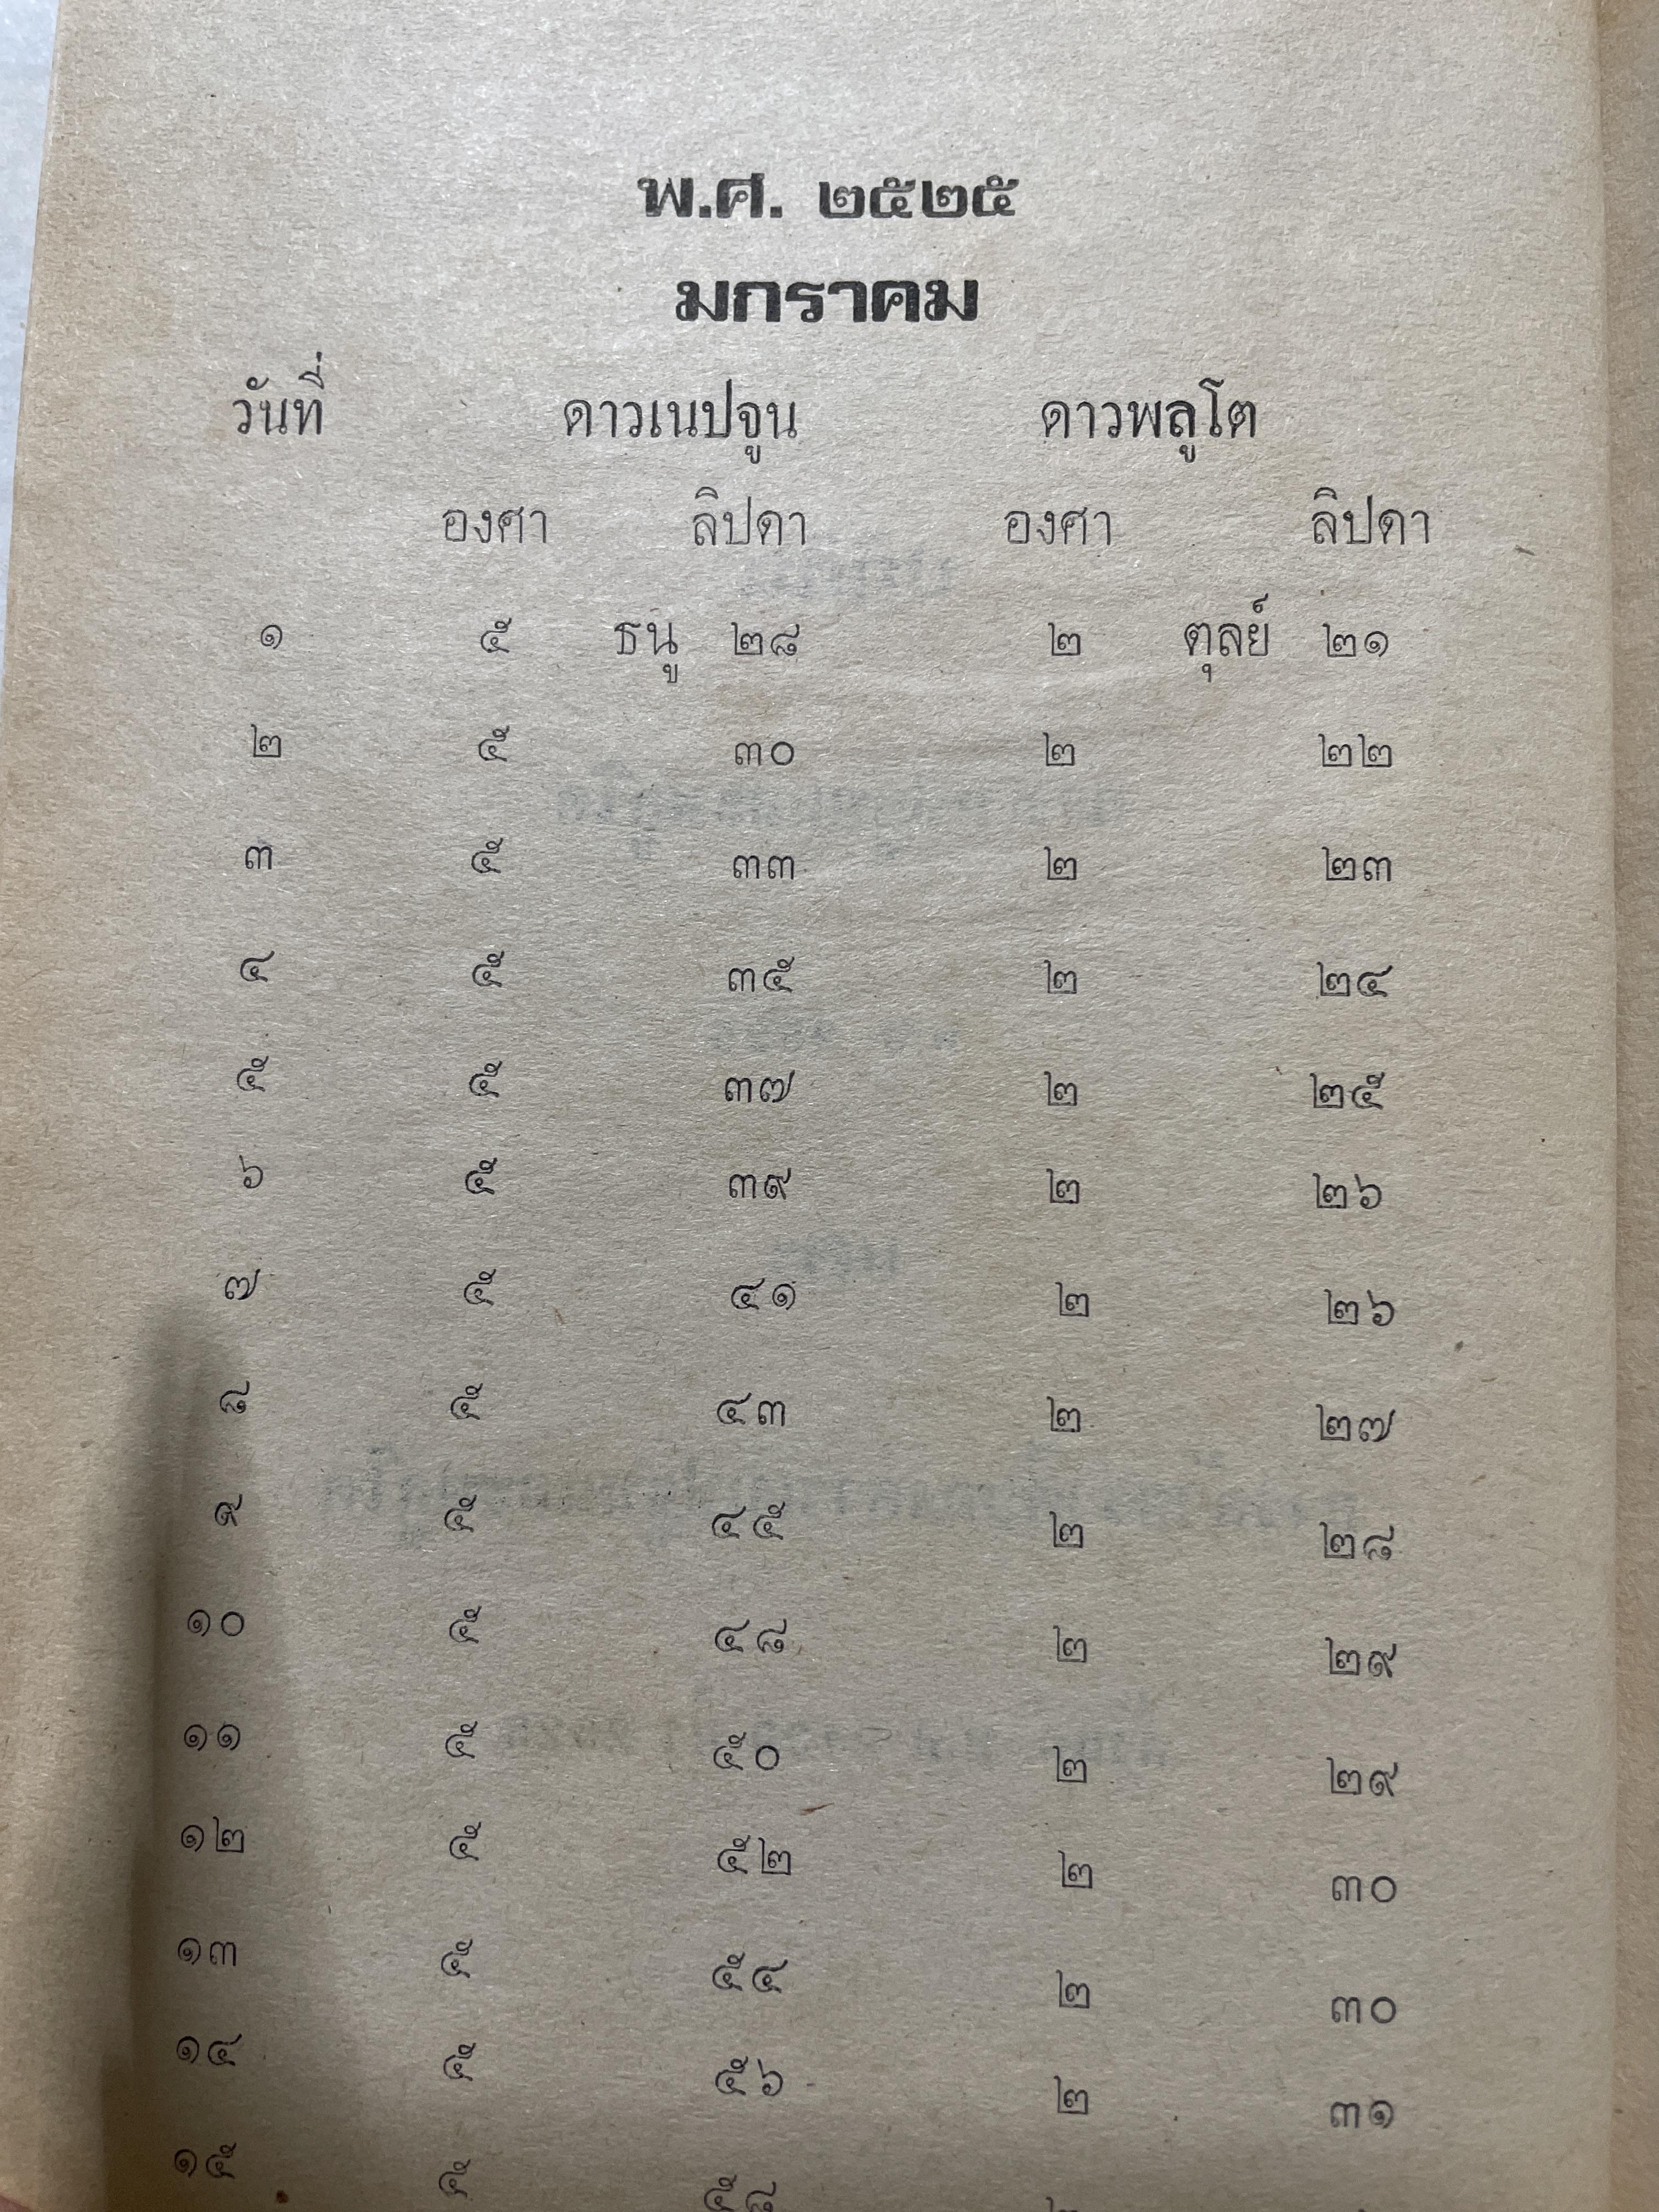 พ.ศ. ๒๕๒๕
มกราคม
วันที่ ดาวเนปจูน ดาวพลูโต
องศา ลิปดา องศา ลิปดา
๑ ๕ ธนู ๒๘ ๒ ตุลย์ ๒๑
๒ ๕ ๓๐ ๒ ๒๒
๓ ๕ ๓๓ ๒ ๒๓
๔ ๕ ๓๕ ๒ ๒๔
๕ ๕ ๓๗ ๒ ๒๕
๖ ๕ ๓๙ ๒ ๒๖
๗ ๕ ๔๑ ๒ ๒๖
๘ ๕ ๔๓ ๒ ๒๗
๙ ๕ ๔๕ ๒ ๒๘
๑๐ ๕ ๔๘ ๒ ๒๙
๑๑ ๕ ๕๐ ๒ ๒๙
๑๒ ๕ ๕๒ ๒ ๓๐
๑๓ ๕ ๕๔ ๒ ๓๐
๑๔ ๕ ๕๖ ๒ ๓๑
๑๕ ๕ ๕๘